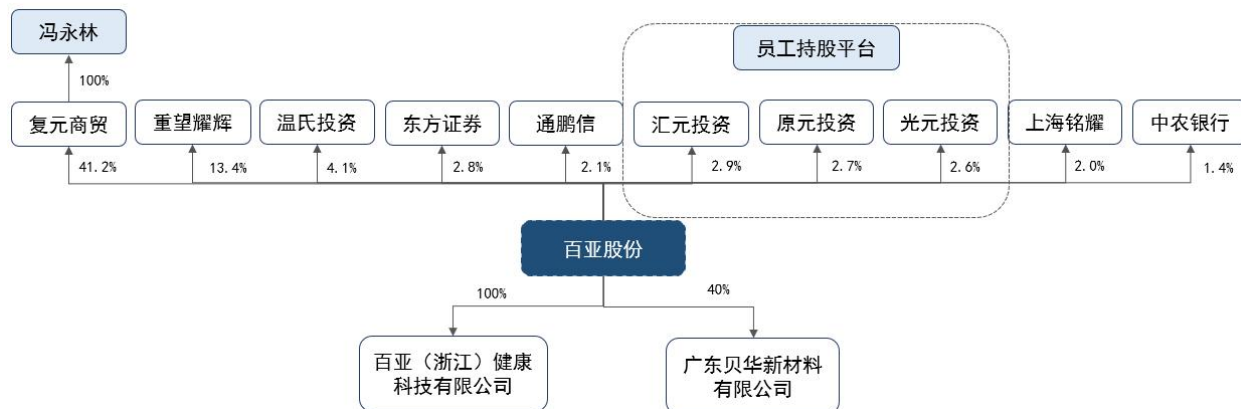 冯永林
员工持股平台
100%
复元商贸
重望耀辉
温氏投资
东方证券
通鹏信
汇元投资
原元投资
光元投资
上海铭耀
中农银行
41.2%
13.4%
4.1%
2.8%
2.1%
2.9%
2.7%
2.6%
2.0%
1.4%
百亚股份
100%
40%
百亚（浙江）健康
科技有限公司
广东贝华新材料
有限公司